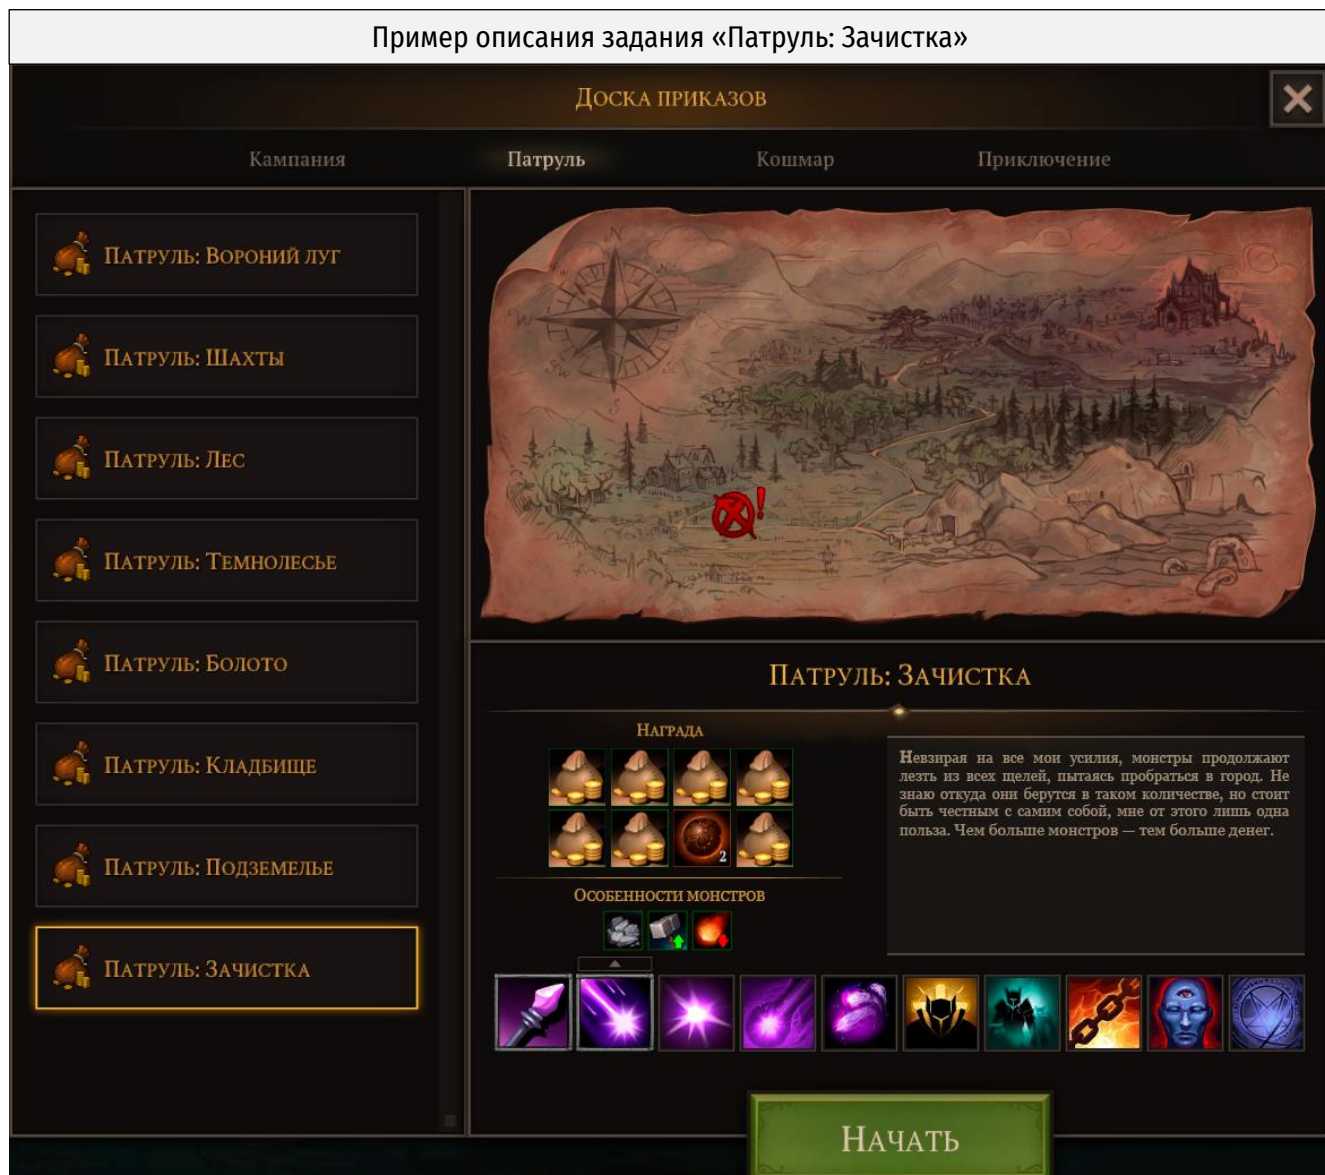 Пример описания задания «Патруль: Зачистка»
Доска приказов
Кампания
Патруль
Кошмар
Приключение
Патруль: Вороний луг
Патруль: Шахты
Патруль: Лес
Патруль: Темнолесье
Патруль: Болото
Патруль: Кладбище
Патруль: Подземелье
Патруль: Зачистка
Патруль: Зачистка
Награда
2
Особенности монстров
Невзирая на все мои усилия, монстры продолжают
лезть из всех щелей, пытаясь пробраться в город. Не
знаю откуда они берутся в таком количестве, но стоит
быть честным с самим собой, мне от этого лишь одна
польза. Чем больше монстров — тем больше денег.
Начать